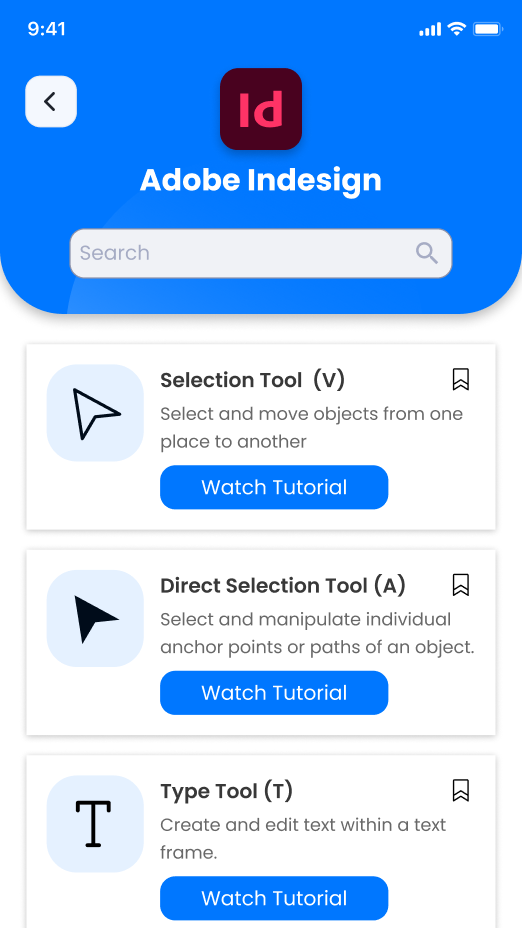 9:41
Id
Adobe Indesign
Search
Selection Tool (V)
Select and move objects from one
place to another
Watch Tutorial
Direct Selection Tool (A)
Select and manipulate individual
anchor points or paths of an object.
Watch Tutorial
T
Type Tool (T)
Create and edit text within a text
frame.
Watch Tutorial